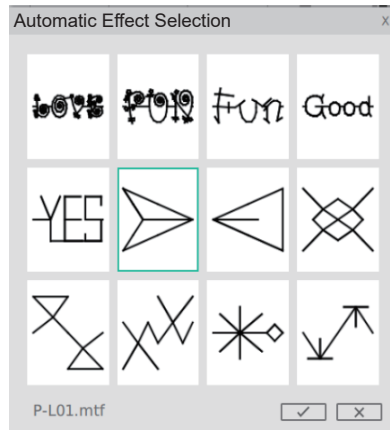 Automatic Effect Selection x
LOVE FUN Fun Good
YES
P-L01.mtf